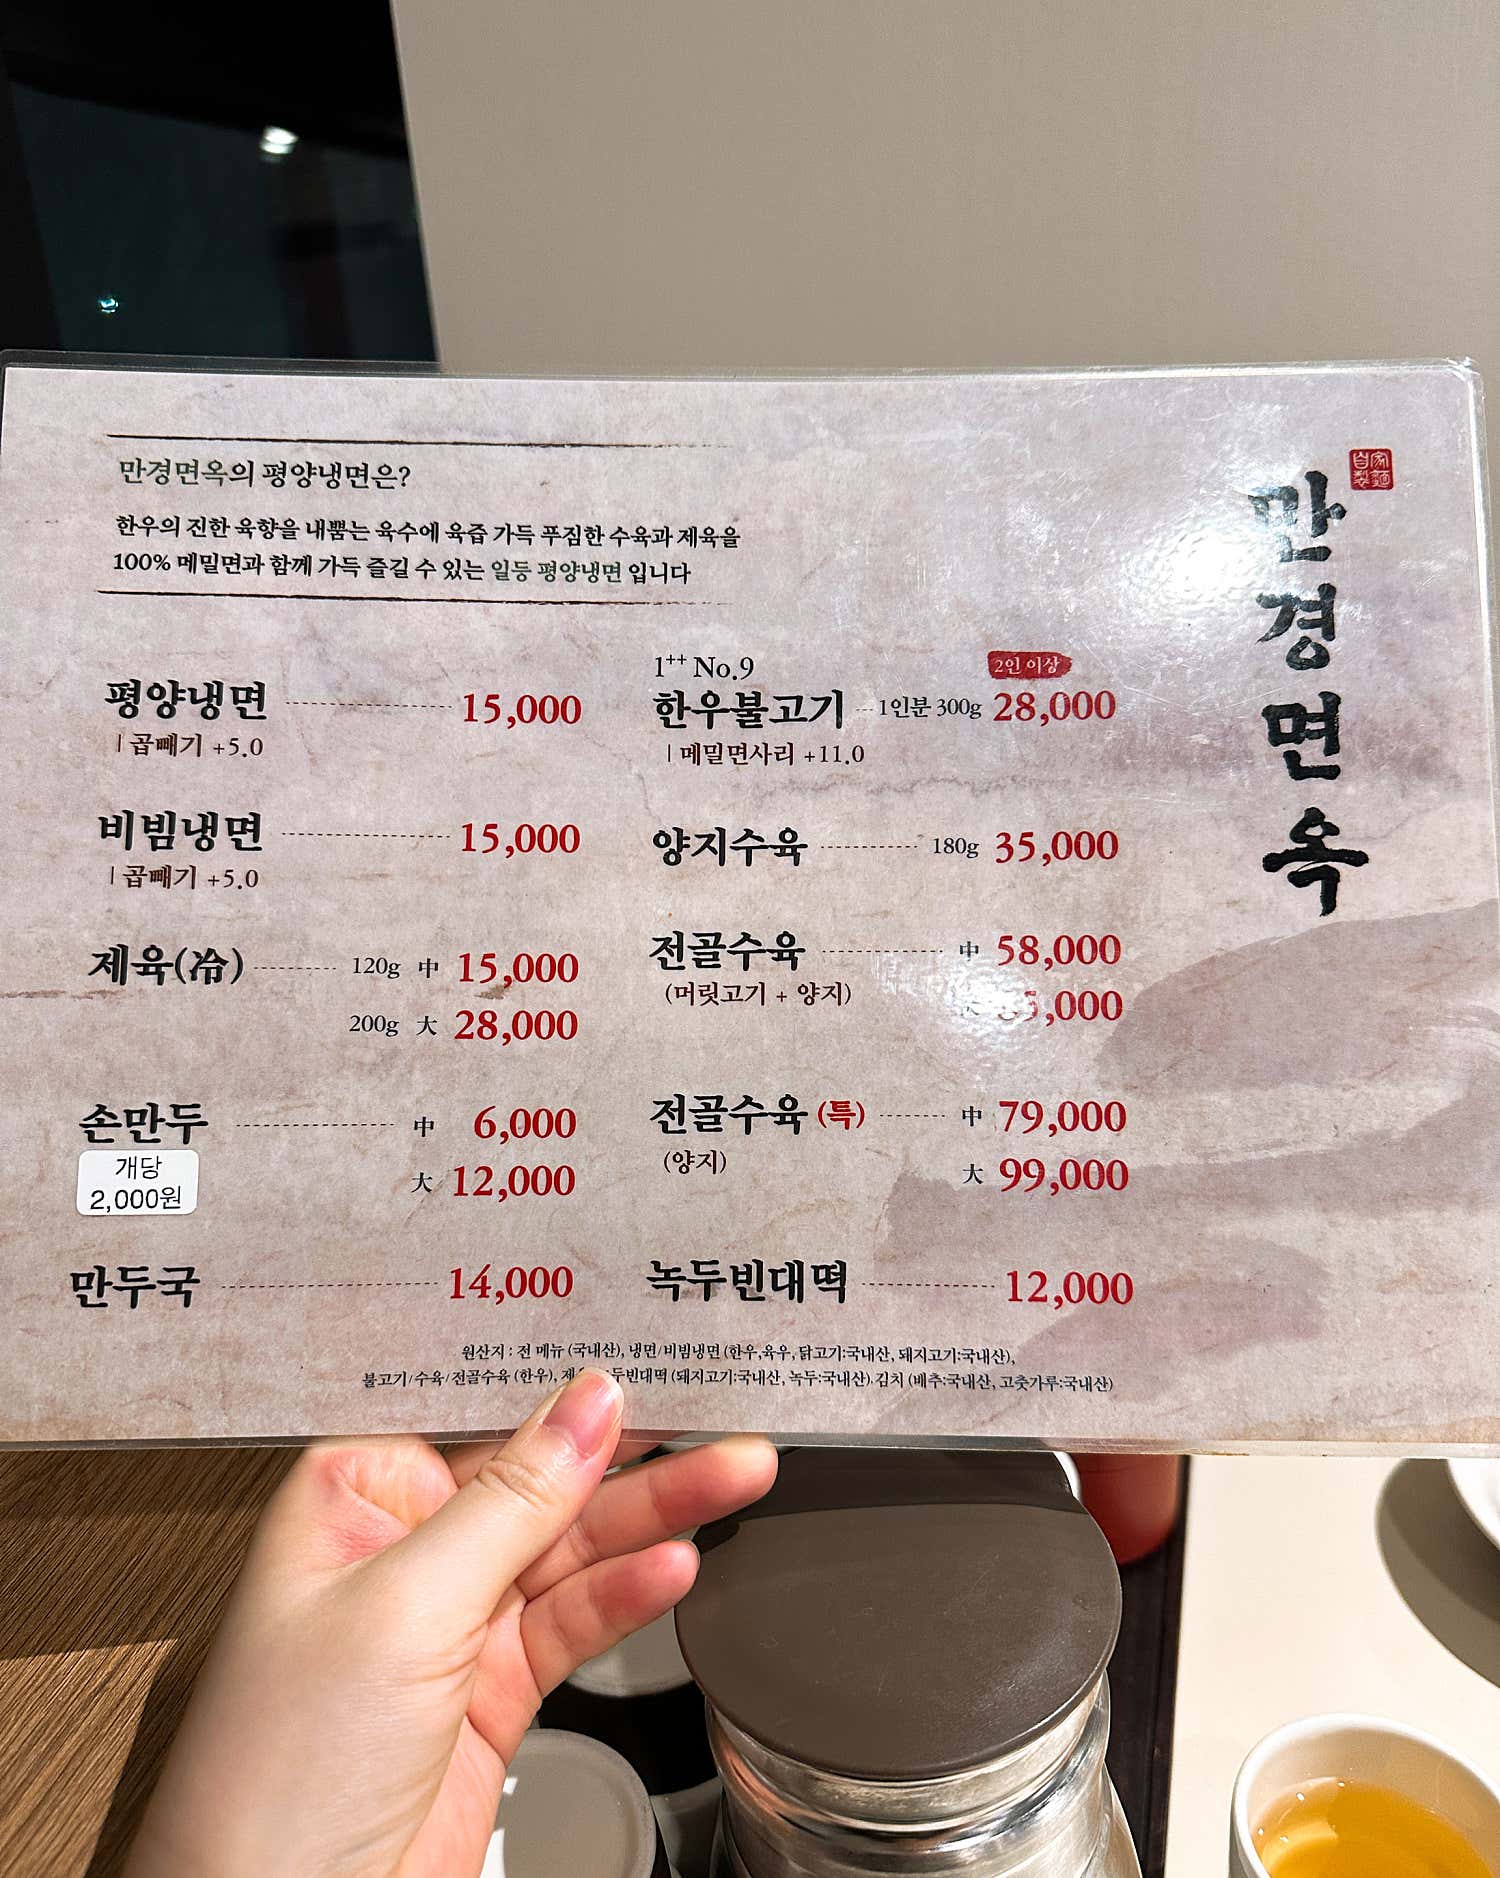 만경면옥의 평양냉면은?
한우의 진한 육향을 내뿜는 육수에 육즙 가득 푸짐한 수육과 제육을
100% 메밀면과 함께 가득 즐길 수 있는 일등 평양냉면 입니다
만경면옥
自家
製麵
평양냉면 15,000
| 곱빼기 +5.0
비빔냉면 15,000
| 곱빼기 +5.0
제육(冷) 120g 中 15,000
200g 大 28,000
손만두 中 6,000
개당
2,000원
大 12,000
만두국 14,000
1++ No.9
2인 이상
한우불고기 1인분 300g 28,000
| 메밀면사리 +11.0
양지수육 180g 35,000
전골수육 中 58,000
(머릿고기 + 양지)
,000
전골수육 (특) 中 79,000
(양지)
大 99,000
녹두빈대떡 12,000
원산지 : 전 메뉴 (국내산), 냉면/비빔냉면 (한우,육우, 닭고기:국내산, 돼지고기:국내산),
불고기/수육/전골수육 (한우), 두빈대떡 (돼지고기:국내산, 녹두:국내산). 김치 (배추:국내산, 고춧가루:국내산)